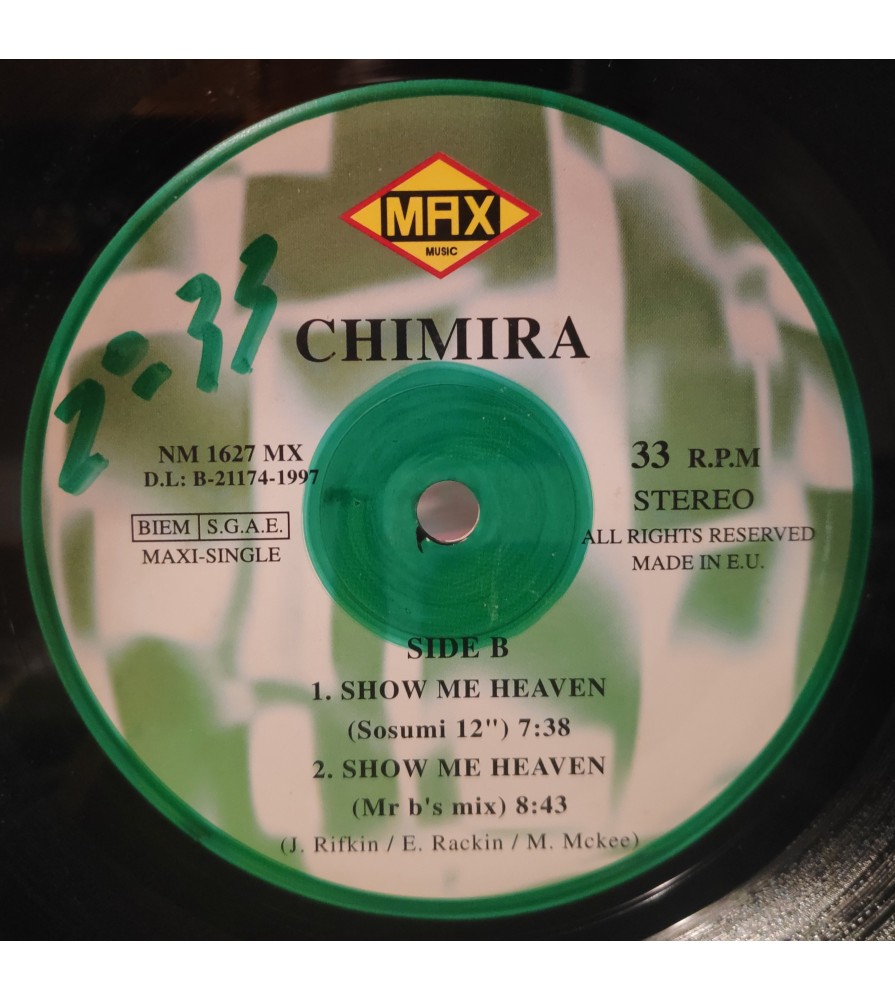 MAX
MUSIC
CHIMIRA
2º: 33
NM 1627 MX
D.L: B-21174-1997
BIEM S.G.A.E.
MAXI-SINGLE
33 R.P.M
STEREO
ALL RIGHTS RESERVED
MADE IN E.U.
SIDE B
1. SHOW ME HEAVEN
(Sosumi 12") 7:38
2. SHOW ME HEAVEN
(Mr b's mix) 8:43
(J. Rifkin / E. Rackin / M. Mckee)